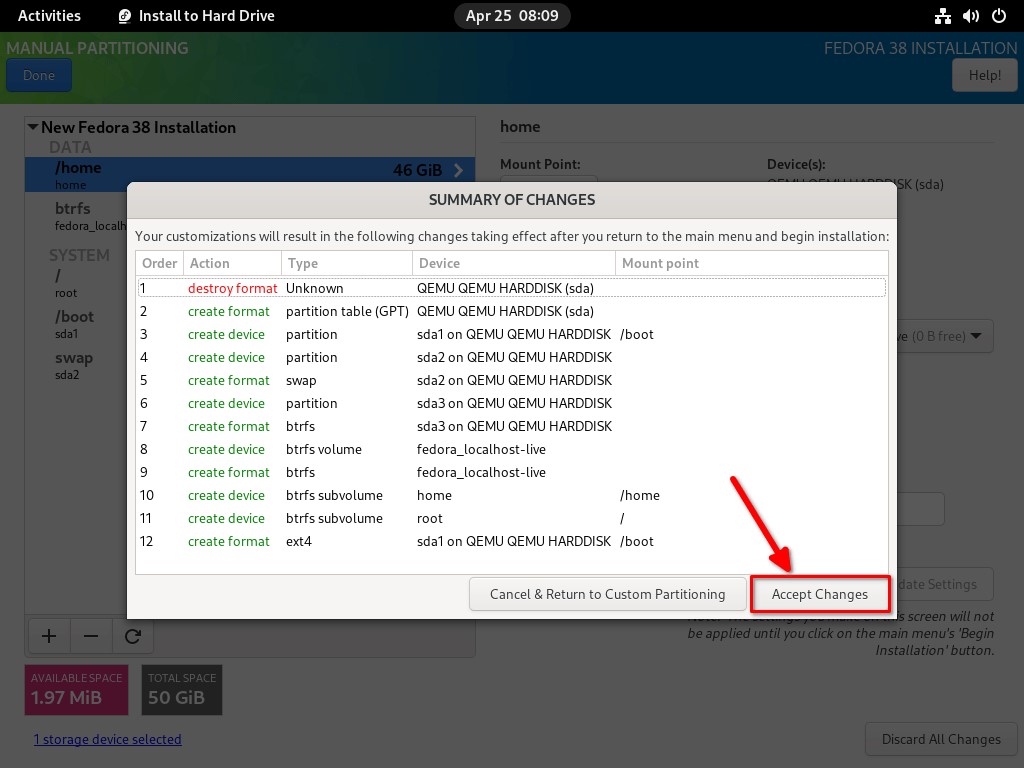 Activities
Install to Hard Drive
Apr 25 08:09
MANUAL PARTITIONING
FEDORA 38 INSTALLATION
Done
Help!
New Fedora 38 Installation
DATA
/home
home
46 GiB
btrfs
fedora_localh
SYSTEM
/
root
/boot
sda1
swap
sda2
home
Mount Point:
Device(s):
QEMU QEMU HARDDISK (sda)
SUMMARY OF CHANGES
Your customizations will result in the following changes taking effect after you return to the main menu and begin installation:
Order Action Type Device Mount point
1 destroy format Unknown QEMU QEMU HARDDISK (sda)
2 create format partition table (GPT) QEMU QEMU HARDDISK (sda)
3 create device partition sda1 on QEMU QEMU HARDDISK /boot
4 create device partition sda2 on QEMU QEMU HARDDISK
5 create format swap sda2 on QEMU QEMU HARDDISK
6 create device partition sda3 on QEMU QEMU HARDDISK
7 create format btrfs sda3 on QEMU QEMU HARDDISK
8 create device btrfs volume fedora_localhost-live
9 create format btrfs fedora_localhost-live
10 create device btrfs subvolume home /home
11 create device btrfs subvolume root /
12 create format ext4 sda1 on QEMU QEMU HARDDISK /boot
Cancel & Return to Custom Partitioning
Accept Changes
ve (0 B free)
date Settings
this screen will not
be applied until you click on the main menu's 'Begin
Installation' button.
AVAILABLE SPACE
1.97 MiB
TOTAL SPACE
50 GiB
1 storage device selected
Discard All Changes